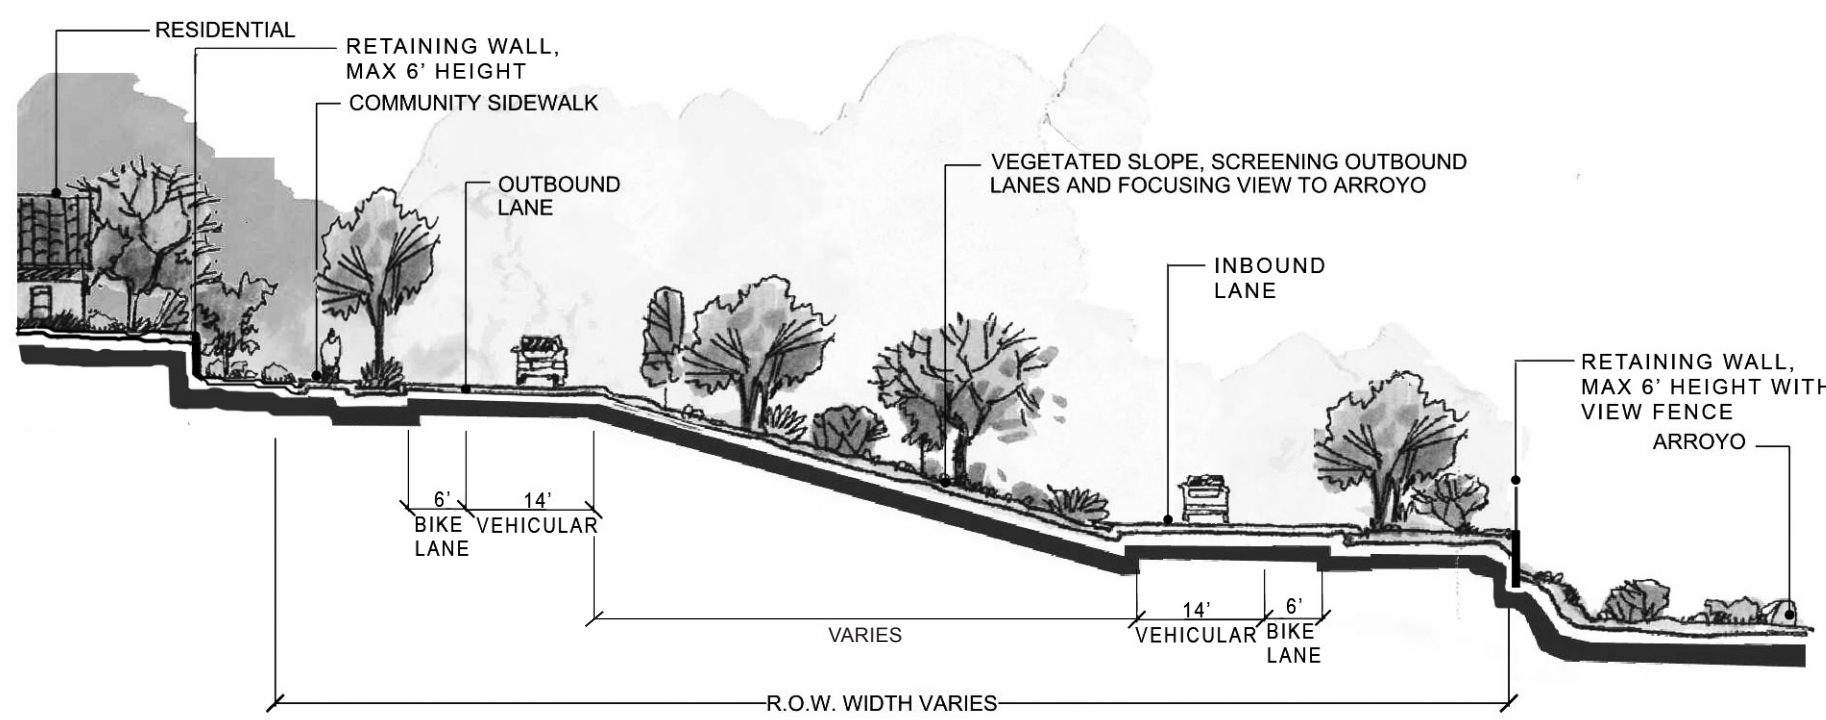 RESIDENTIAL
RETAINING WALL,
MAX 6’ HEIGHT
COMMUNITY SIDEWALK
OUTBOUND
LANE
VEGETATED SLOPE, SCREENING OUTBOUND
LANES AND FOCUSING VIEW TO ARROYO
INBOUND
LANE
RETAINING WALL,
MAX 6’ HEIGHT WITH
VIEW FENCE
ARROYO
6’
BIKE
LANE
14’
VEHICULAR
VARIES
14’
VEHICULAR
6’
BIKE
LANE
R.O.W. WIDTH VARIES